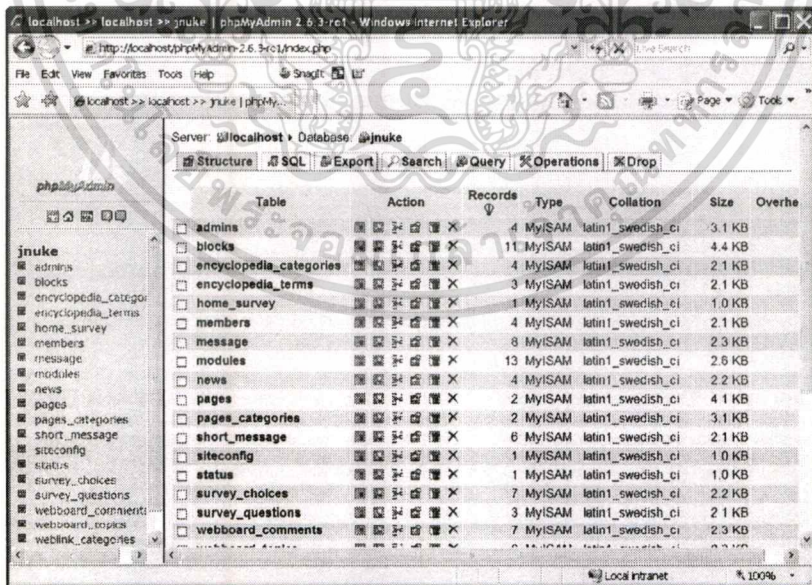 localhost >> localhost >> jnuke | phpMyAdmin 2.6.3-rc1 - Windows Internet Explorer
http://localhost/phpMyAdmin-2.6.3-rc1/index.php
Live Search
File Edit View Favorites Tools Help
SnagIt
localhost >> localhost >> jnuke | phpMy...
Page
Tools
Server: localhost Database: jnuke
Structure SQL Export Search Query Operations Drop
phpMyAdmin
jnuke
admins
blocks
encyclopedia_categor
encyclopedia_terms
home_survey
members
message
modules
news
pages
pages_categories
short_message
siteconfig
status
survey_choices
survey_questions
webboard_comments
webboard_topics
weblink_categories
Table Action Records Type Collation Size Overhe
admins 4 MyISAM latin1_swedish_ci 3.1 KB
blocks 11 MyISAM latin1_swedish_ci 4.4 KB
encyclopedia_categories 4 MyISAM latin1_swedish_ci 2.1 KB
encyclopedia_terms 3 MyISAM latin1_swedish_ci 2.1 KB
home_survey 1 MyISAM latin1_swedish_ci 1.0 KB
members 4 MyISAM latin1_swedish_ci 2.1 KB
message 8 MyISAM latin1_swedish_ci 2.3 KB
modules 13 MyISAM latin1_swedish_ci 2.6 KB
news 4 MyISAM latin1_swedish_ci 2.2 KB
pages 2 MyISAM latin1_swedish_ci 4.1 KB
pages_categories 2 MyISAM latin1_swedish_ci 3.1 KB
short_message 6 MyISAM latin1_swedish_ci 2.1 KB
siteconfig 1 MyISAM latin1_swedish_ci 1.0 KB
status 1 MyISAM latin1_swedish_ci 1.0 KB
survey_choices 7 MyISAM latin1_swedish_ci 2.2 KB
survey_questions 3 MyISAM latin1_swedish_ci 2.1 KB
webboard_comments 7 MyISAM latin1_swedish_ci 2.3 KB
Local intranet
100%